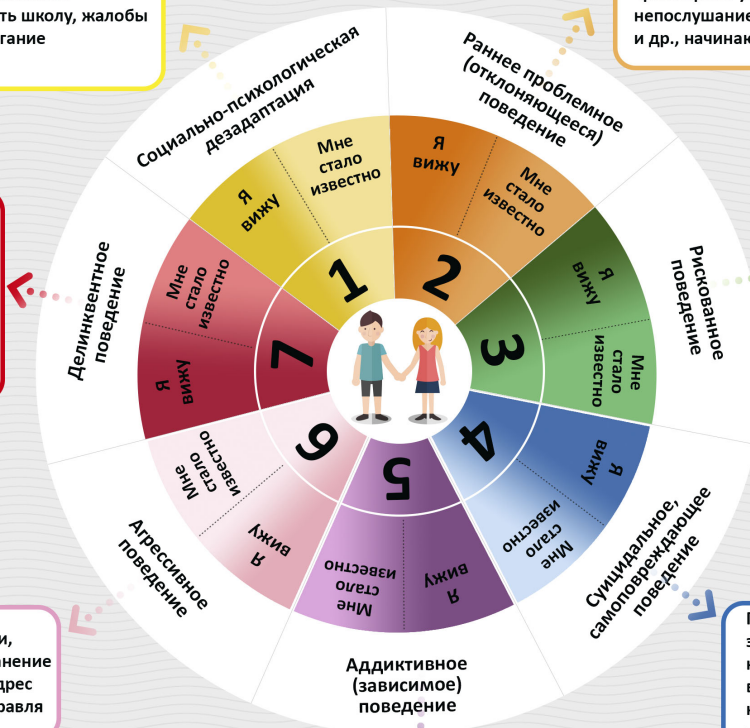 ть школу, жалобы
гание
непослушание
и др., начинаю
Социально-психологическая
дезадаптация
Раннее проблемное
(отклоняющееся)
поведение
Рискованное
поведение
Суицидальное,
самоповреждающее
поведение
Аддиктивное
(зависимое)
поведение
Агрессивное
поведение
Делинквентное
поведение
Я
вижу
Мне
стало
известно
1
Я
вижу
Мне
стало
известно
2
Я
вижу
Мне
стало
известно
3
Я
вижу
Мне
стало
известно
4
Я
вижу
Мне
стало
известно
5
Я
вижу
Мне
стало
известно
6
Я
вижу
Мне
стало
известно
7
и,
анение
дрес
равля